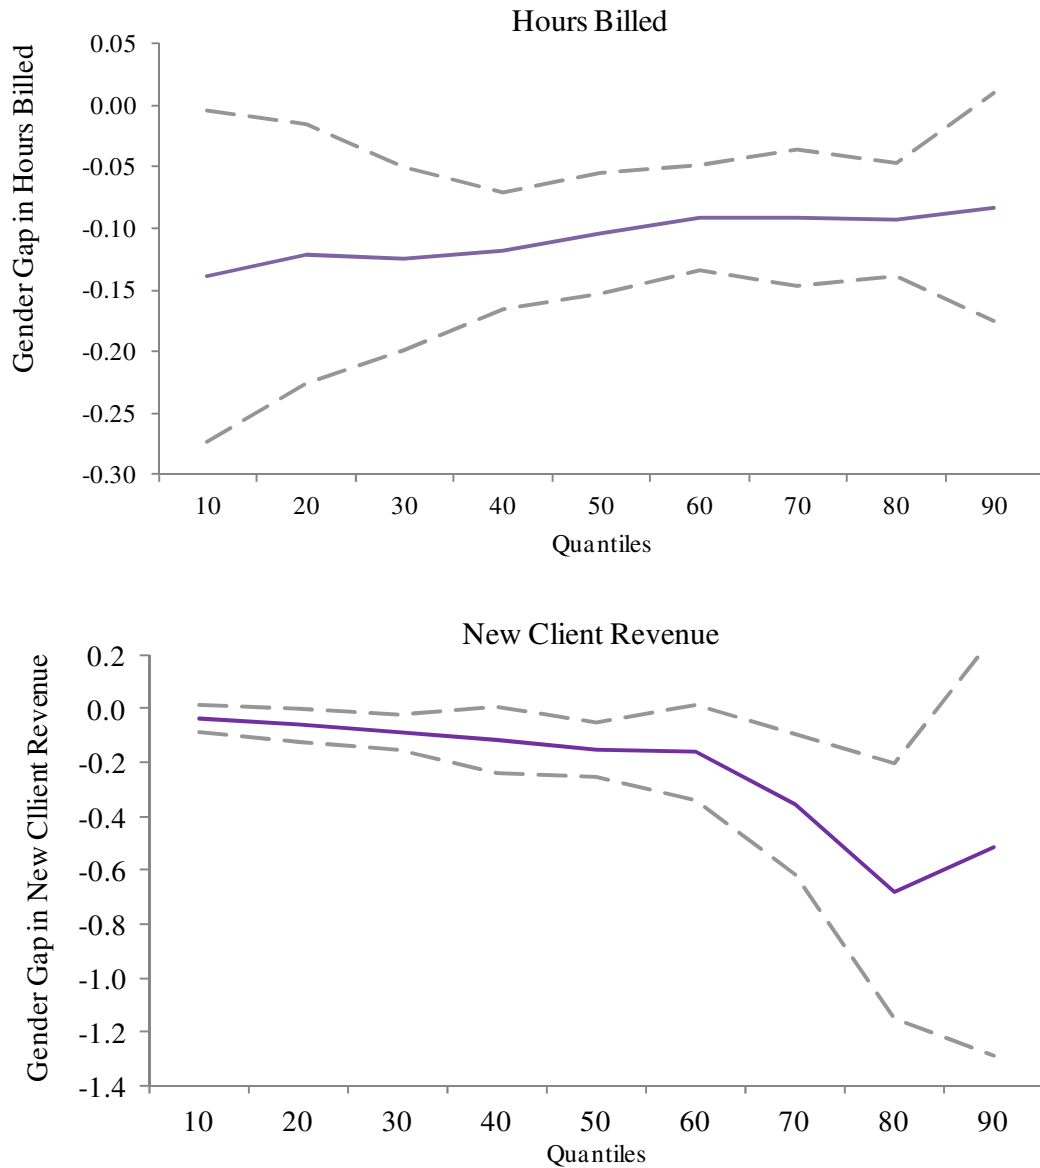 Hours Billed
Gender Gap in Hours Billed
0.05
0.00
-0.05
-0.10
-0.15
-0.20
-0.25
-0.30
10 20 30 40 50 60 70 80 90
Quantiles
New Client Revenue
Gender Gap in New Cllient Revenue
0.2
0.0
-0.2
-0.4
-0.6
-0.8
-1.0
-1.2
-1.4
10 20 30 40 50 60 70 80 90
Quantiles